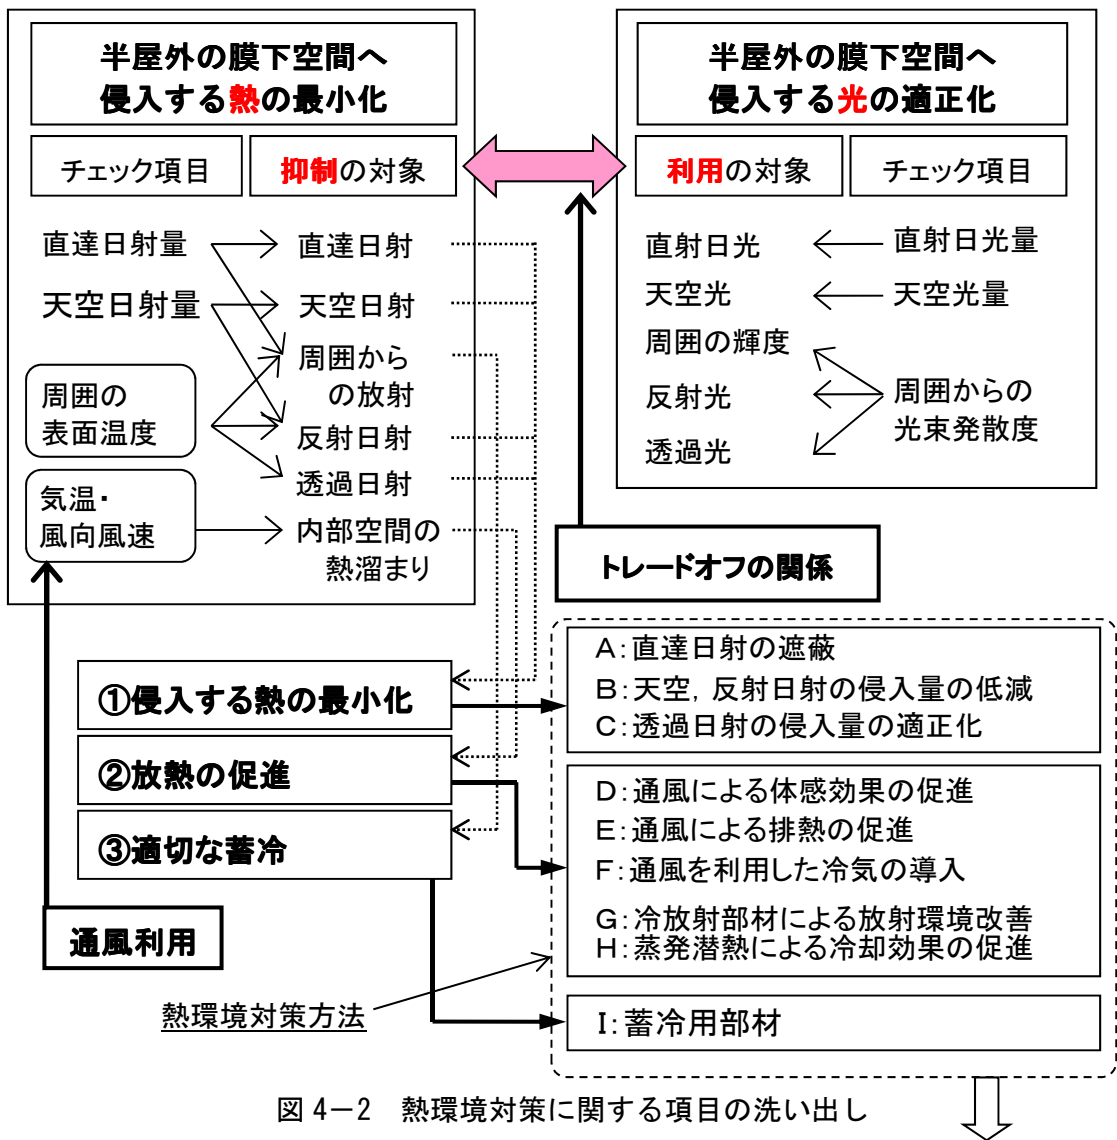 半屋外の膜下空間へ
侵入する熱の最小化
チェック項目
抑制の対象
直達日射量
天空日射量
周囲の
表面温度
気温・
風向風速
直達日射
天空日射
周囲から
の放射
反射日射
透過日射
内部空間の
熱溜まり
半屋外の膜下空間へ
侵入する光の適正化
利用の対象
チェック項目
直射日光
天空光
周囲の輝度
反射光
透過光
直射日光量
天空光量
周囲からの
光束発散度
トレードオフの関係
①侵入する熱の最小化
②放熱の促進
③適切な蓄冷
通風利用
熱環境対策方法
A：直達日射の遮蔽
B：天空，反射日射の侵入量の低減
C：透過日射の侵入量の適正化
D：通風による体感効果の促進
E：通風による排熱の促進
F：通風を利用した冷気の導入
G：冷放射部材による放射環境改善
H：蒸発潜熱による冷却効果の促進
I：蓄冷用部材
図4－2　熱環境対策に関する項目の洗い出し